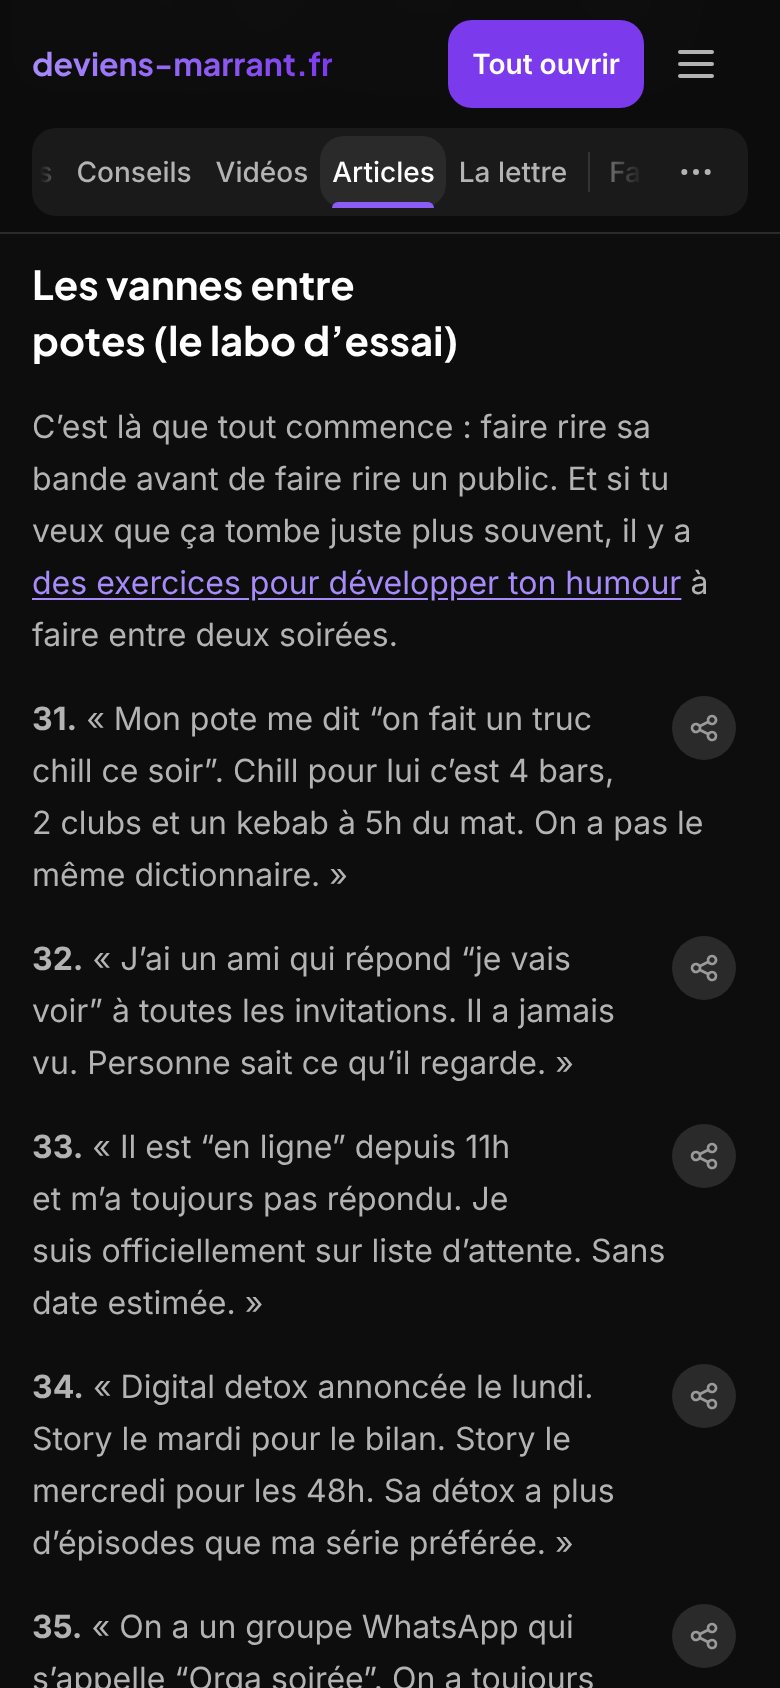 deviens-marrant.fr
Tout ouvrir
Conseils Vidéos Articles La lettre
Les vannes entre
potes (le labo d’essai)
C’est là que tout commence : faire rire sa
bande avant de faire rire un public. Et si tu
veux que ça tombe juste plus souvent, il y a
des exercices pour développer ton humour à
faire entre deux soirées.
31. « Mon pote me dit “on fait un truc
chill ce soir”. Chill pour lui c’est 4 bars,
2 clubs et un kebab à 5h du mat. On a pas le
même dictionnaire. »
32. « J’ai un ami qui répond “je vais
voir” à toutes les invitations. Il a jamais
vu. Personne sait ce qu’il regarde. »
33. « Il est “en ligne” depuis 11h
et m’a toujours pas répondu. Je
suis officiellement sur liste d’attente. Sans
date estimée. »
34. « Digital detox annoncée le lundi.
Story le mardi pour le bilan. Story le
mercredi pour les 48h. Sa détox a plus
d’épisodes que ma série préférée. »
35. « On a un groupe WhatsApp qui
s’appelle “Orga soirée”. On a toujours